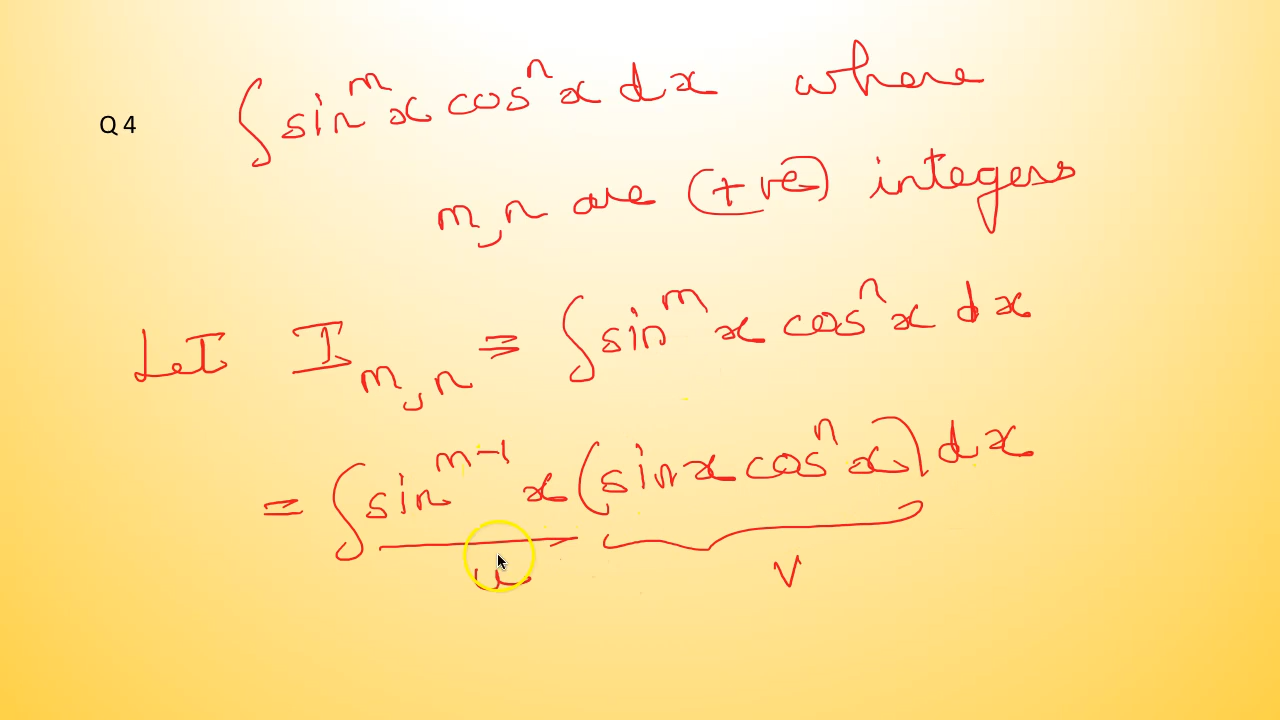 Q 4
∫ sin^m x cos^n x dx where
m, n are (+ve) integers
Let I_{m,n} = ∫ sin^m x cos^n x dx
= ∫ sin^{m-1} x (sin x cos^n x) dx
u v